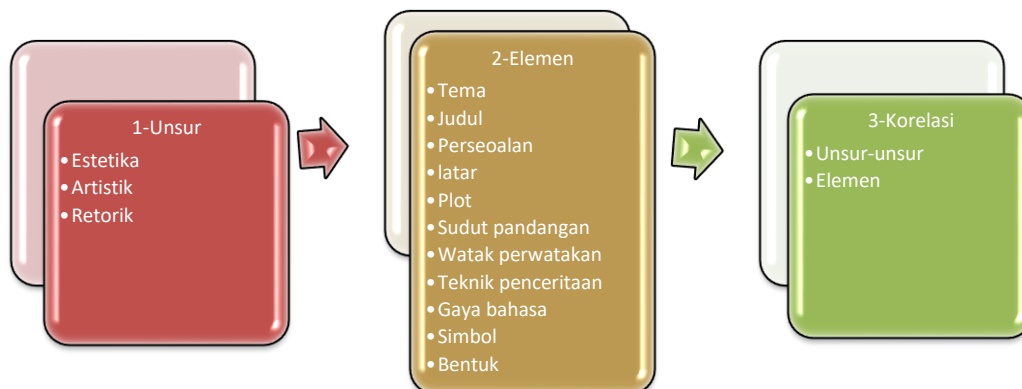 1-Unsur
•Estetika
•Artistik
•Retorik
2-Elemen
•Tema
•Judul
•Perseoalan
•latar
•Plot
•Sudut pandangan
•Watak perwatakan
•Teknik penceritaan
•Gaya bahasa
•Simbol
•Bentuk
3-Korelasi
•Unsur-unsur
•Elemen